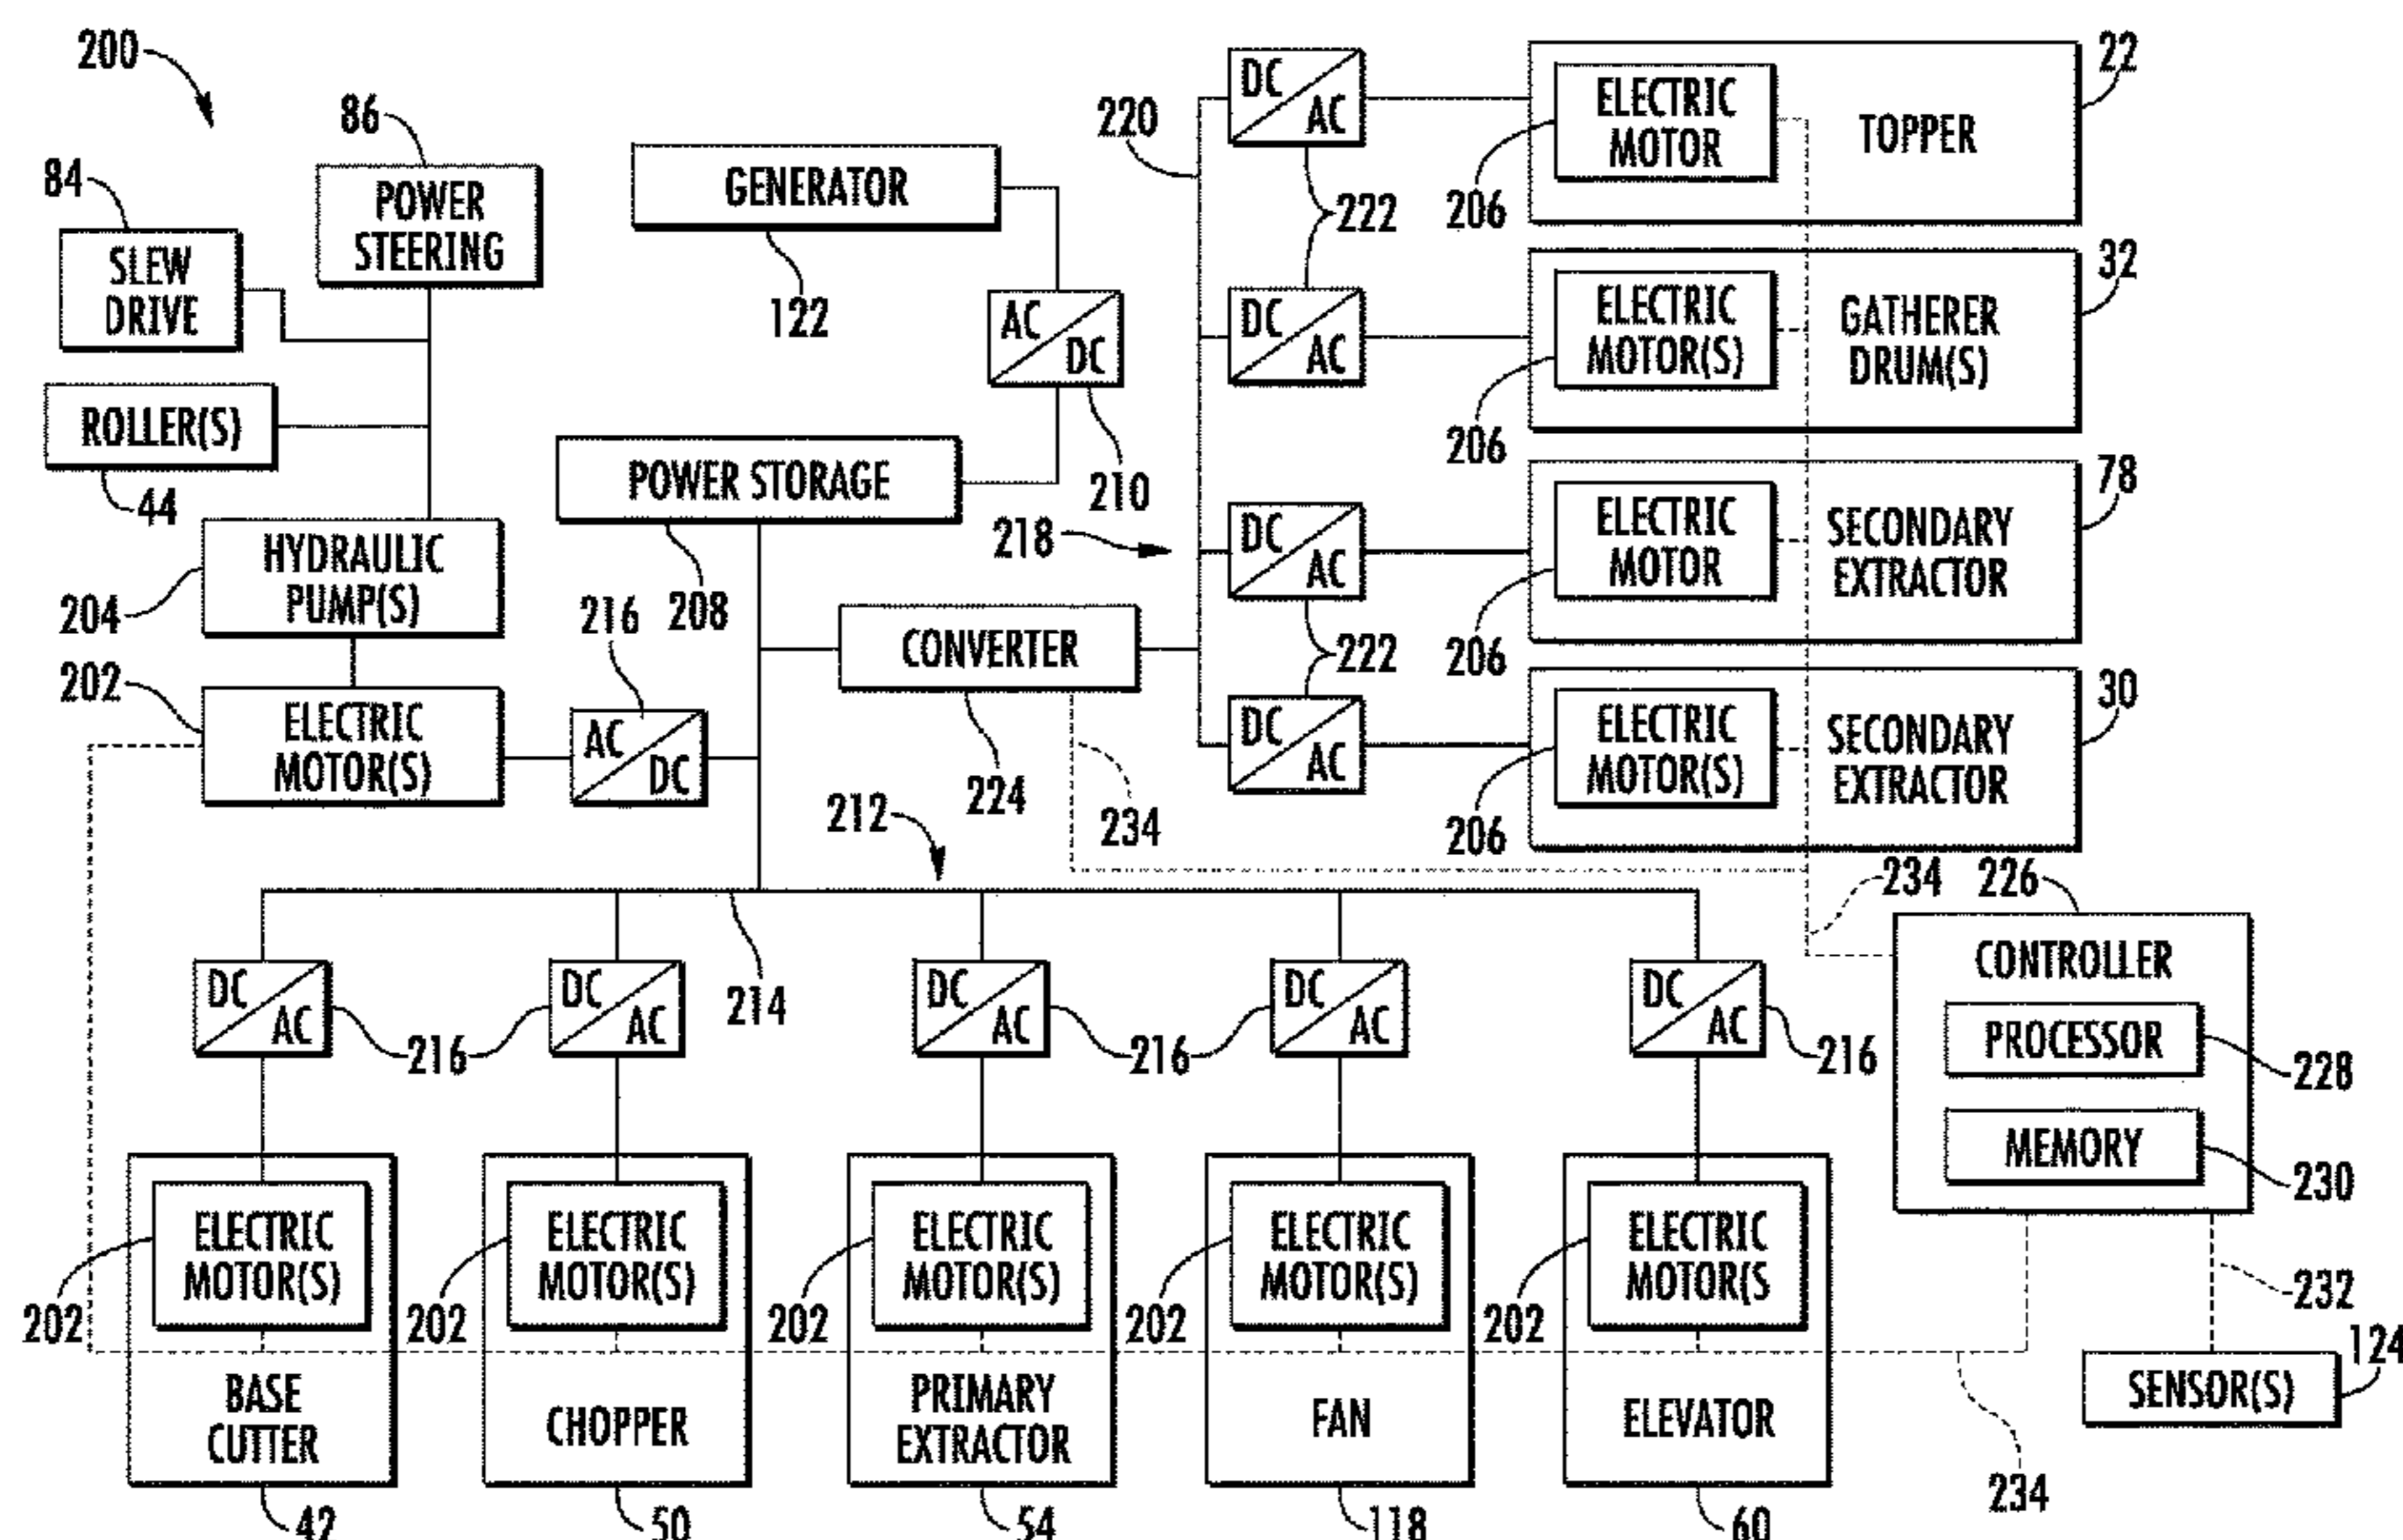 200
86
84
POWER
STEERING
SLEW
DRIVE
ROLLER(S)
44
GENERATOR
122
AC
DC
210
POWER STORAGE
208
HYDRAULIC
PUMP(S)
204
202
ELECTRIC
MOTOR(S)
216
AC
DC
CONVERTER
224
234
220
218
DC
AC
222
DC
AC
DC
AC
222
DC
AC
ELECTRIC
MOTOR
206
TOPPER
22
ELECTRIC
MOTOR(S)
206
GATHERER
DRUM(S)
32
ELECTRIC
MOTOR
206
SECONDARY
EXTRACTOR
78
ELECTRIC
MOTOR(S)
206
SECONDARY
EXTRACTOR
30
212
214
234
226
CONTROLLER
PROCESSOR
228
MEMORY
230
232
124
SENSOR(S)
234
DC
AC
216
DC
AC
DC
AC
216
DC
AC
DC
AC
216
ELECTRIC
MOTOR(S)
202
BASE
CUTTER
42
ELECTRIC
MOTOR(S)
202
CHOPPER
50
ELECTRIC
MOTOR(S)
202
PRIMARY
EXTRACTOR
54
ELECTRIC
MOTOR(S)
202
FAN
118
ELECTRIC
MOTOR(S
202
ELEVATOR
60